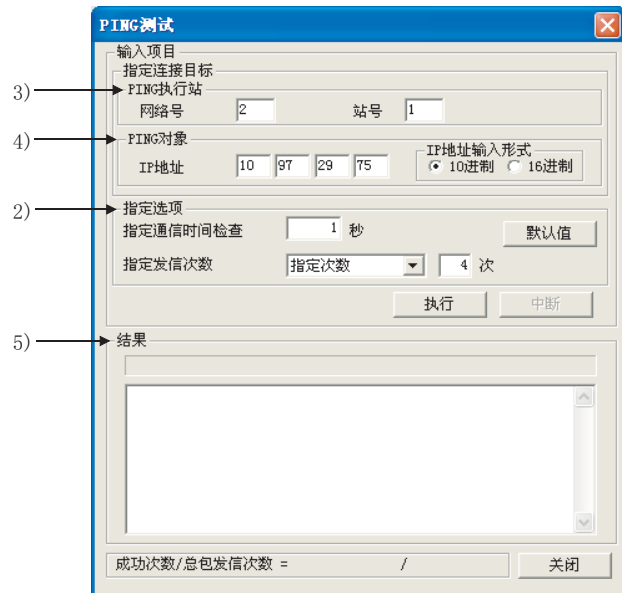 PING测试
输入项目
指定连接目标
3) PING执行站
网络号 2 站号 1
4) PING对象
IP地址 10 97 29 75 IP地址输入形式
10进制 16进制
2) 指定选项
指定通信时间检查 1 秒 默认值
指定发信次数 指定次数 4 次
执行 中断
5) 结果
成功次数/总包发信次数 = / 关闭